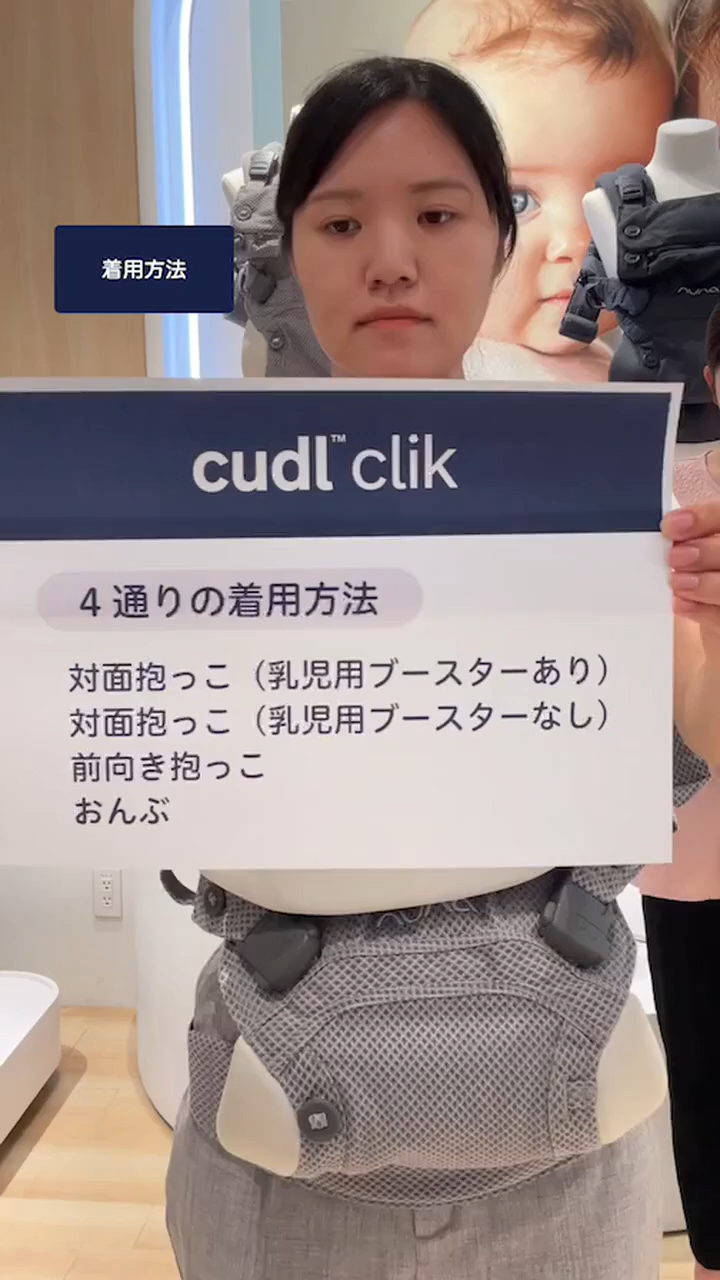 着用方法
nuna
cudl™ clik
4通りの着用方法
対面抱っこ（乳児用ブースターあり）
対面抱っこ（乳児用ブースターなし）
前向き抱っこ
おんぶ
nuna